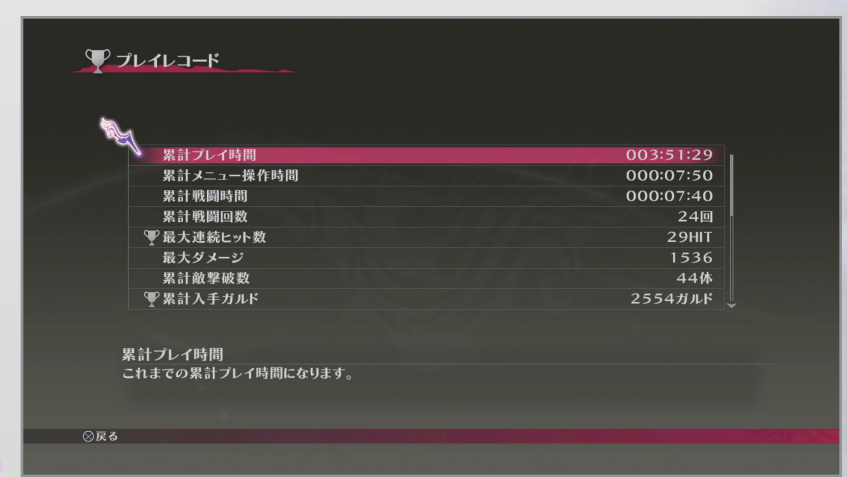 プレイレコード
累計プレイ時間 003:51:29
累計メニュー操作時間 000:07:50
累計戦闘時間 000:07:40
累計戦闘回数 24回
最大連続ヒット数 29HIT
最大ダメージ 1536
累計敵撃破数 44体
累計入手ガルド 2554ガルド
累計プレイ時間
これまでの累計プレイ時間になります。
戻る